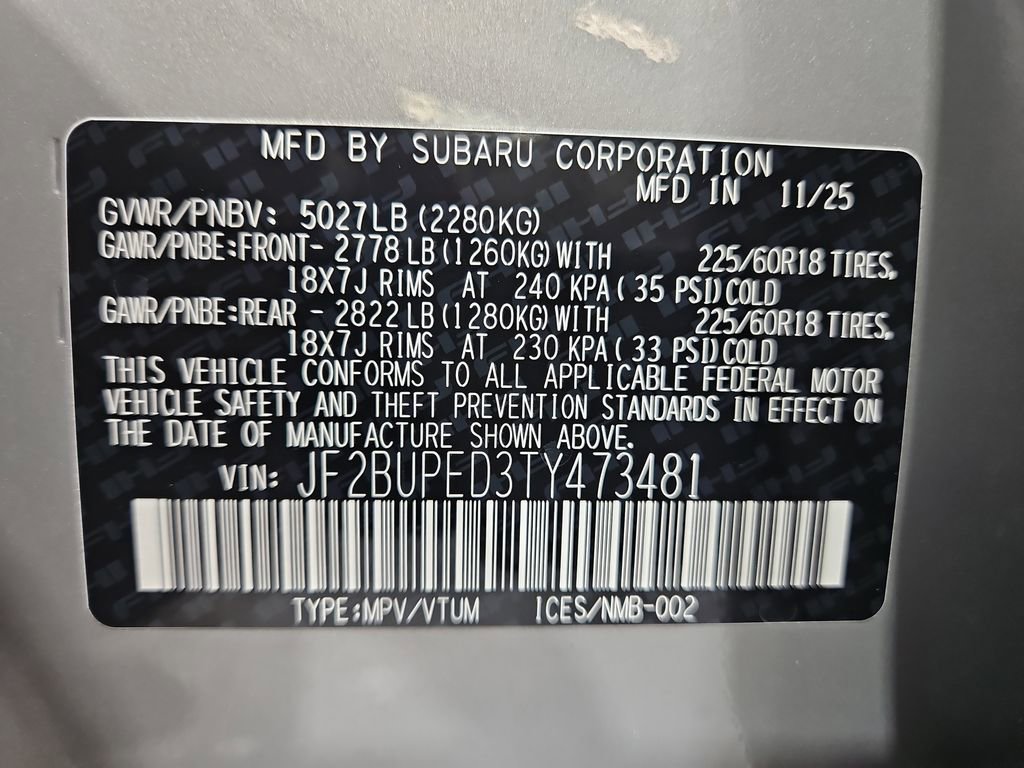 MFD BY SUBARU CORPORATION
MFD IN 11/25
GVWR/PNBV: 5027LB (2280KG)
GAWR/PNBE:FRONT- 2778 LB (1260KG) WITH 225/60R18 TIRES,
18X7J RIMS AT 240 KPA ( 35 PSI) COLD
GAWR/PNBE:REAR - 2822 LB (1280KG) WITH 225/60R18 TIRES,
18X7J RIMS AT 230 KPA ( 33 PSI) COLD
THIS VEHICLE CONFORMS TO ALL APPLICABLE FEDERAL MOTOR
VEHICLE SAFETY AND THEFT PREVENTION STANDARDS IN EFFECT ON
THE DATE OF MANUFACTURE SHOWN ABOVE.
VIN: JF2BUPED3TY473481
TYPE:MPV/VTUM ICES/NMB-002